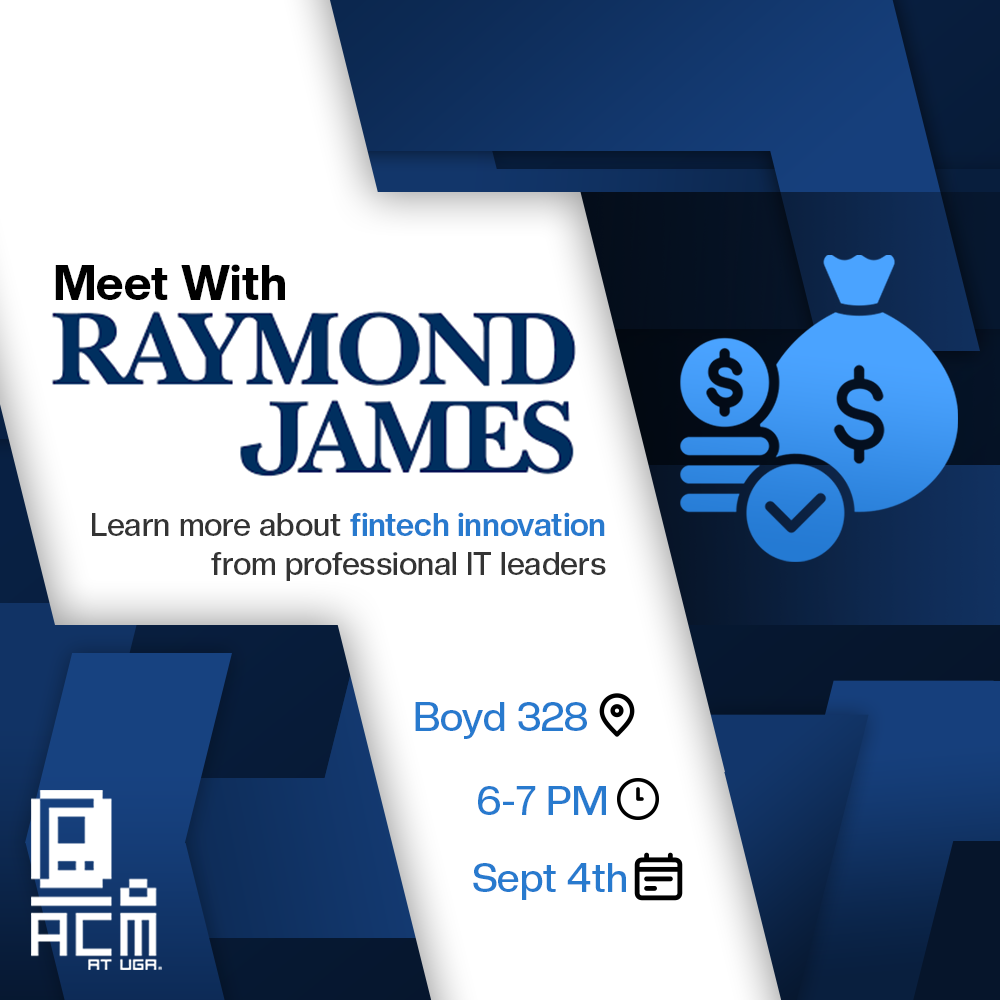 Meet With
RAYMOND
JAMES
Learn more about fintech innovation
from professional IT leaders
$
$
Boyd 328
6-7 PM
Sept 4th
ACM
AT UGA.